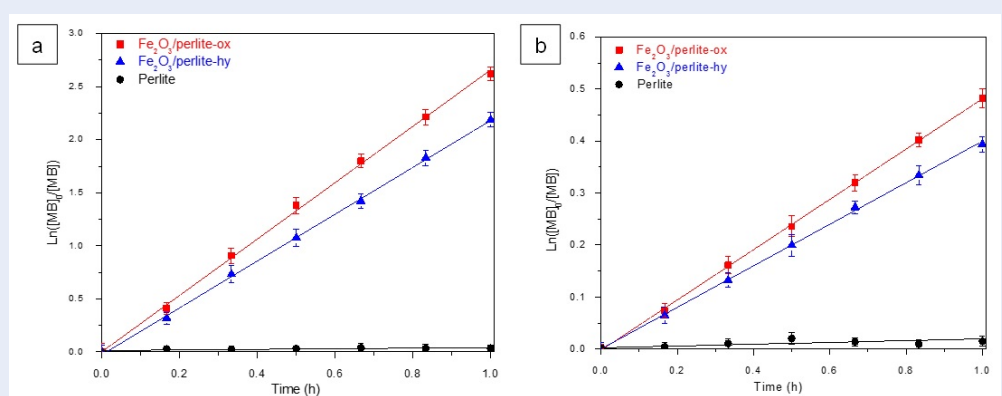 a
Fe₂O₃/perlite-ox
Fe₂O₃/perlite-hy
Perlite
Ln([MB]₀/[MB])
3.0
2.5
2.0
1.5
1.0
0.5
0.0
0.0 0.2 0.4 0.6 0.8 1.0
Time (h)
b
Fe₂O₃/perlite-ox
Fe₂O₃/perlite-hy
Perlite
Ln([MB]₀/[MB])
0.6
0.5
0.4
0.3
0.2
0.1
0.0
0.0 0.2 0.4 0.6 0.8 1.0
Time (h)